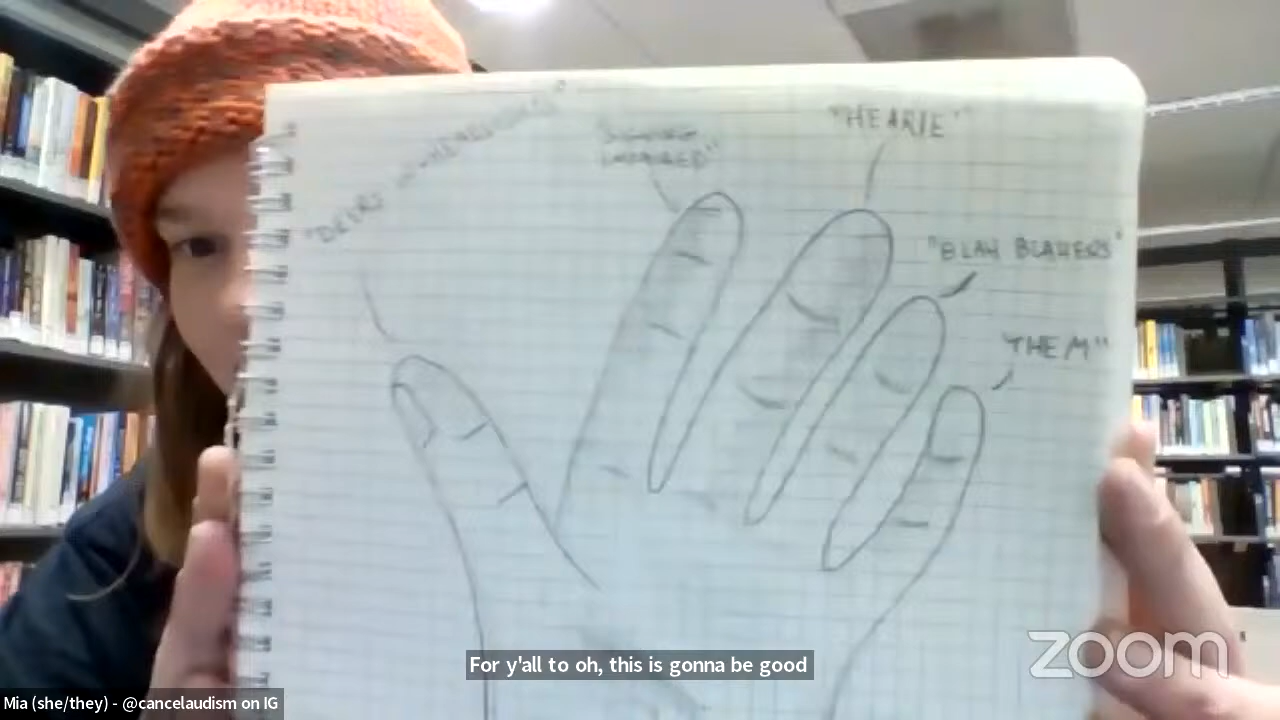 "HEARIE"
IMPAIRED"
"BLAH BLAHERS"
"THEM"
For y'all to oh, this is gonna be good
zoom
Mia (she/they) - @cancelaudism on IG